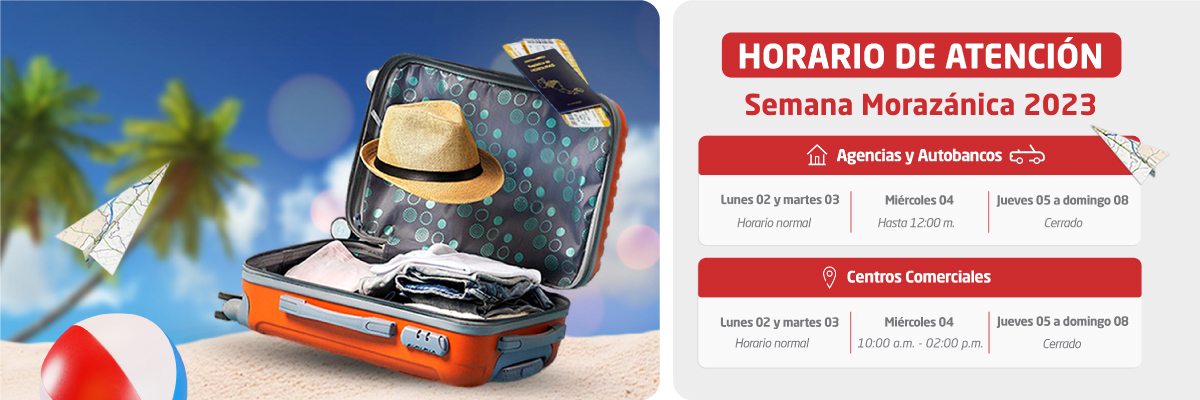 HORARIO DE ATENCIÓN
Semana Morazánica 2023
Agencias y Autobancos
Lunes 02 y martes 03
Horario normal
Miércoles 04
Hasta 12:00 m.
Jueves 05 a domingo 08
Cerrado
Centros Comerciales
Lunes 02 y martes 03
Horario normal
Miércoles 04
10:00 a.m. - 02:00 p.m.
Jueves 05 a domingo 08
Cerrado